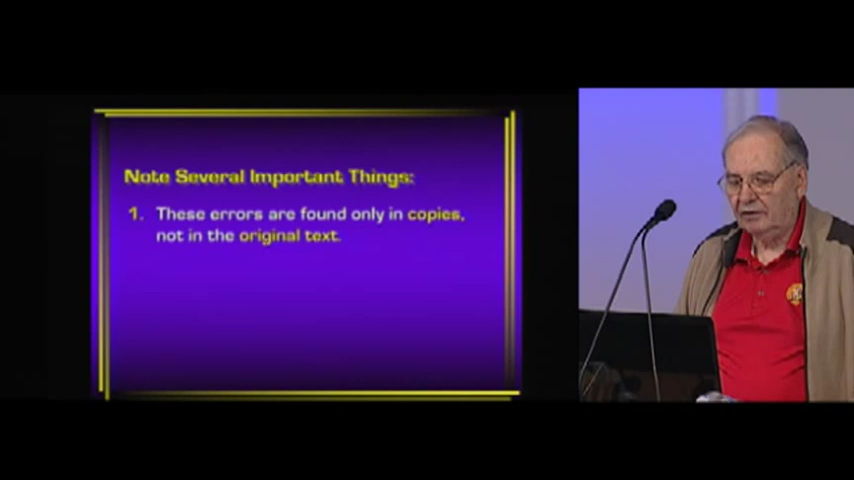 Note Several Important Things:
1. These errors are found only in copies,
not in the original text.